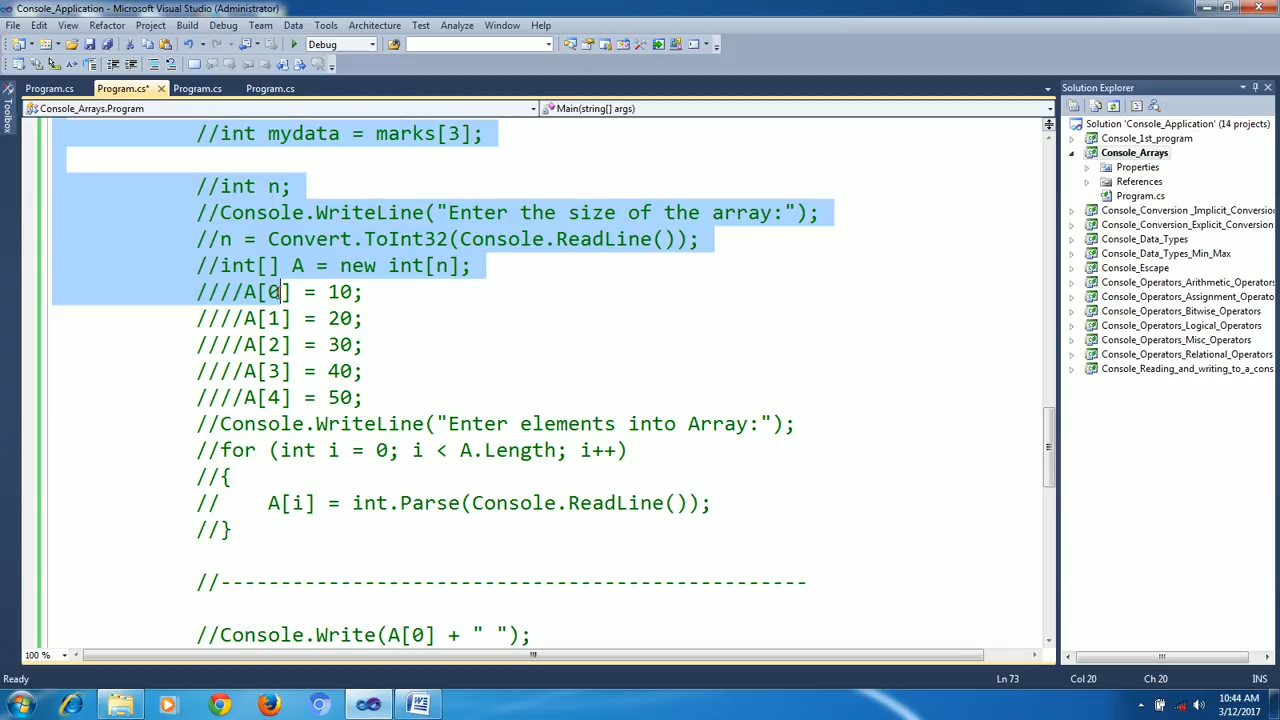 Console_Application - Microsoft Visual Studio (Administrator)
File Edit View Refactor Project Build Debug Team Data Tools Architecture Test Analyze Window Help
Debug
Program.cs Program.cs* Program.cs Program.cs
Console_Arrays.Program Main(string[] args)
Toolbox
//int mydata = marks[3];
//int n;
//Console.WriteLine("Enter the size of the array:");
//n = Convert.ToInt32(Console.ReadLine());
//int[] A = new int[n];
////A[0] = 10;
////A[1] = 20;
////A[2] = 30;
////A[3] = 40;
////A[4] = 50;
//Console.WriteLine("Enter elements into Array:");
//for (int i = 0; i < A.Length; i++)
//{
//    A[i] = int.Parse(Console.ReadLine());
//}
//-------------------------------------------------
//Console.Write(A[0] + " ");
100 %
Solution Explorer
Solution 'Console_Application' (14 projects)
Console_1st_program
Console_Arrays
Properties
References
Program.cs
Console_Conversion _Implicit_Conversion
Console_Conversion_Explicit_Conversion
Console_Data_Types
Console_Data_Types_Min_Max
Console_Escape
Console_Operators_Arithmetic_Operators
Console_Operators_Assignment_Operato
Console_Operators_Bitwise_Operators
Console_Operators_Logical_Operators
Console_Operators_Misc_Operators
Console_Operators_Relational_Operators
Console_Reading_and_writing_to_a_cons
Ready Ln 73 Col 20 Ch 20 INS
10:44 AM
3/12/2017